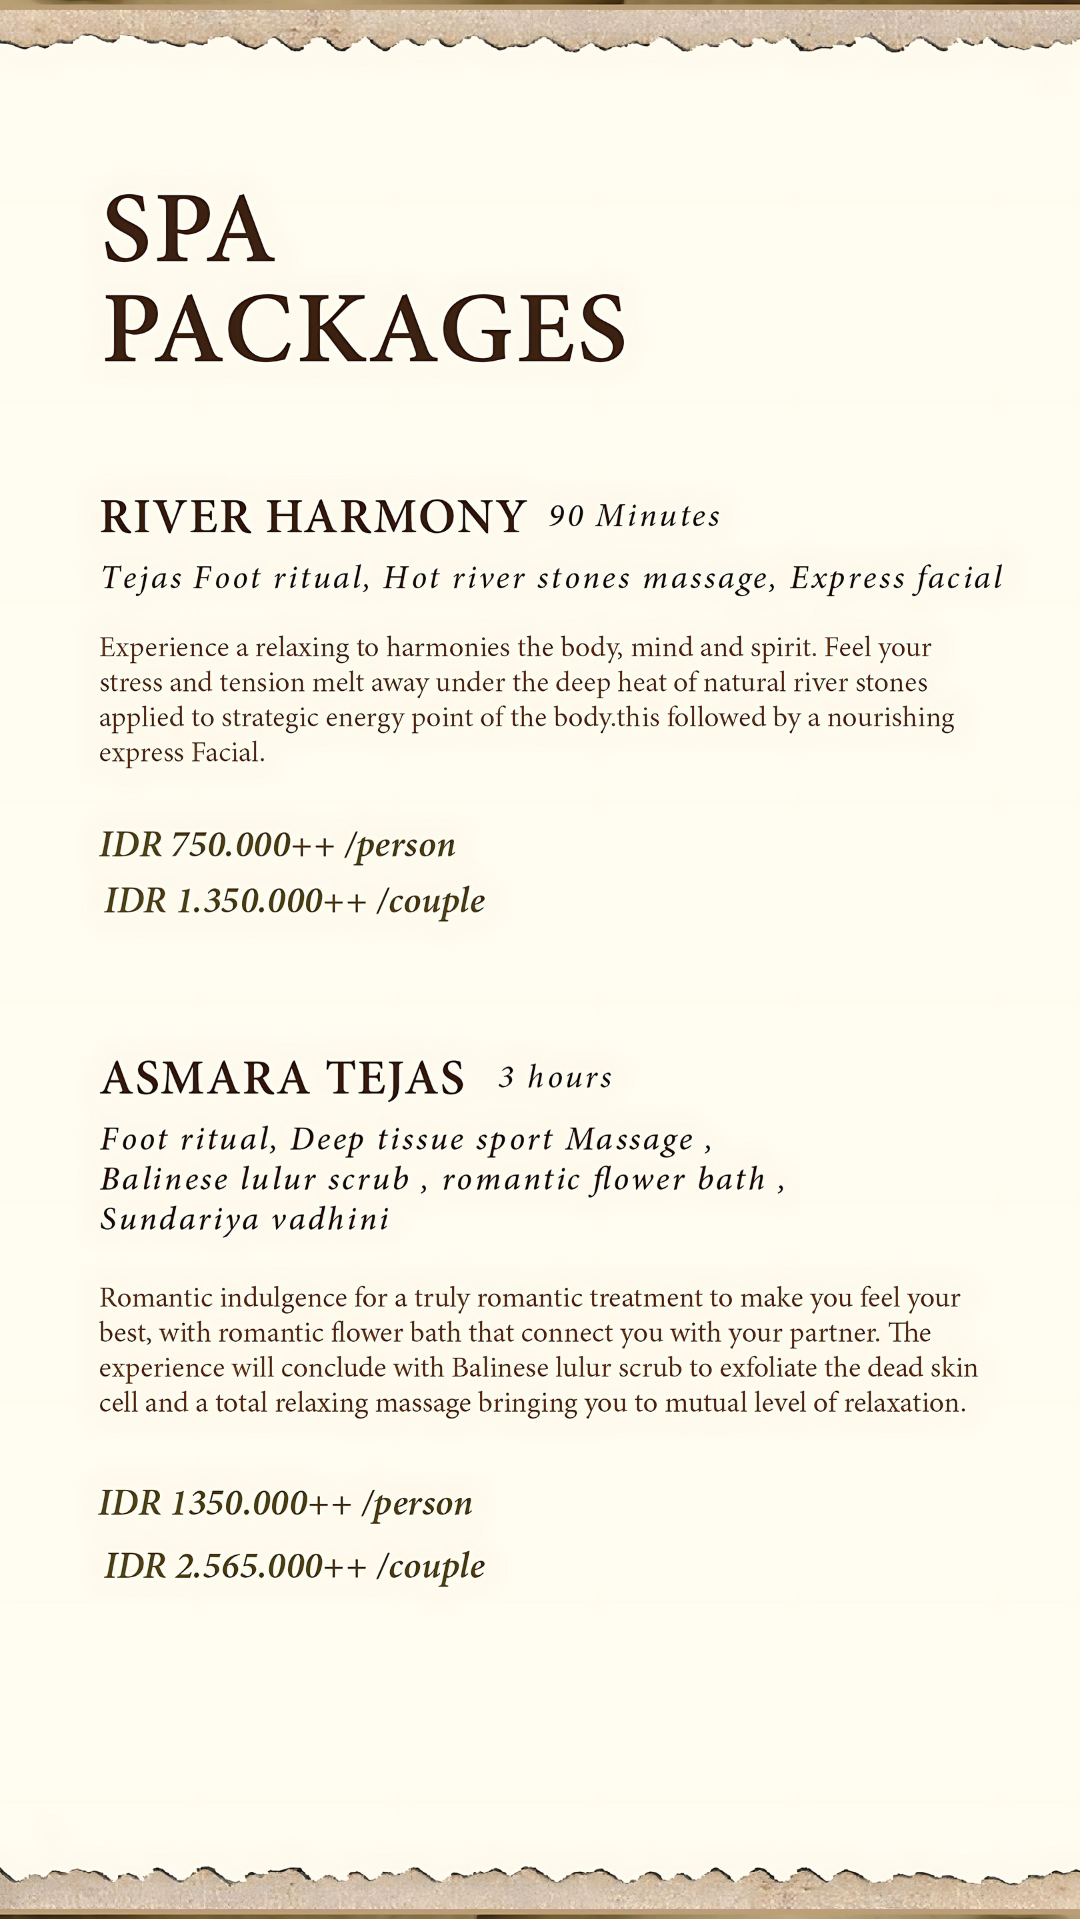 SPA
PACKAGES
RIVER HARMONY 90 Minutes
Tejas Foot ritual, Hot river stones massage, Express facial
Experience a relaxing to harmonies the body, mind and spirit. Feel your
stress and tension melt away under the deep heat of natural river stones
applied to strategic energy point of the body.this followed by a nourishing
express Facial.
IDR 750.000++ /person
IDR 1.350.000++ /couple
ASMARA TEJAS 3 hours
Foot ritual, Deep tissue sport Massage ,
Balinese lulur scrub , romantic flower bath ,
Sundariya vadhini
Romantic indulgence for a truly romantic treatment to make you feel your
best, with romantic flower bath that connect you with your partner. The
experience will conclude with Balinese lulur scrub to exfoliate the dead skin
cell and a total relaxing massage bringing you to mutual level of relaxation.
IDR 1350.000++ /person
IDR 2.565.000++ /couple